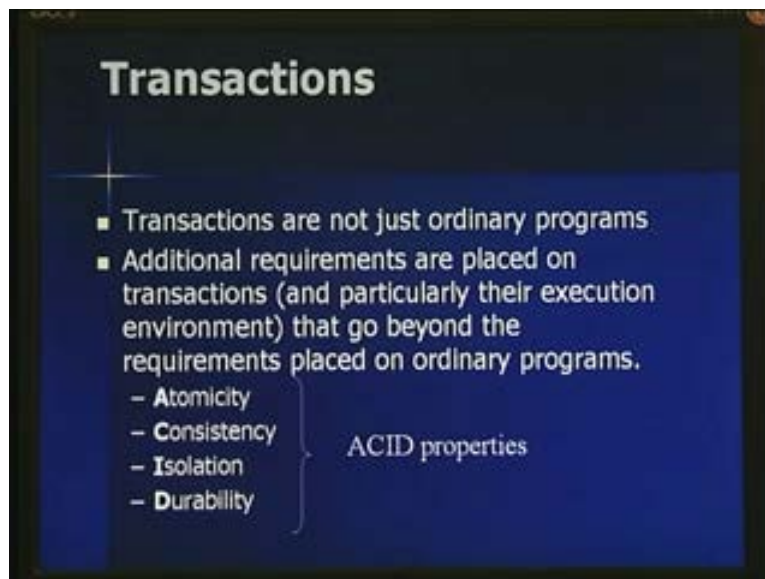 Transactions
■ Transactions are not just ordinary programs
■ Additional requirements are placed on
transactions (and particularly their execution
environment) that go beyond the
requirements placed on ordinary programs.
– Atomicity
– Consistency
– Isolation
– Durability
ACID properties